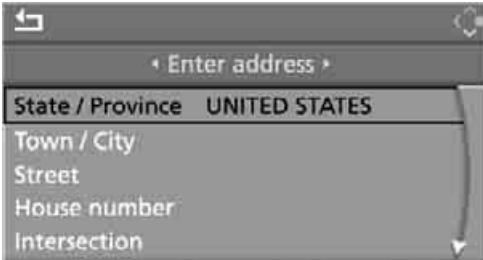 Enter address
State / Province UNITED STATES
Town / City
Street
House number
Intersection